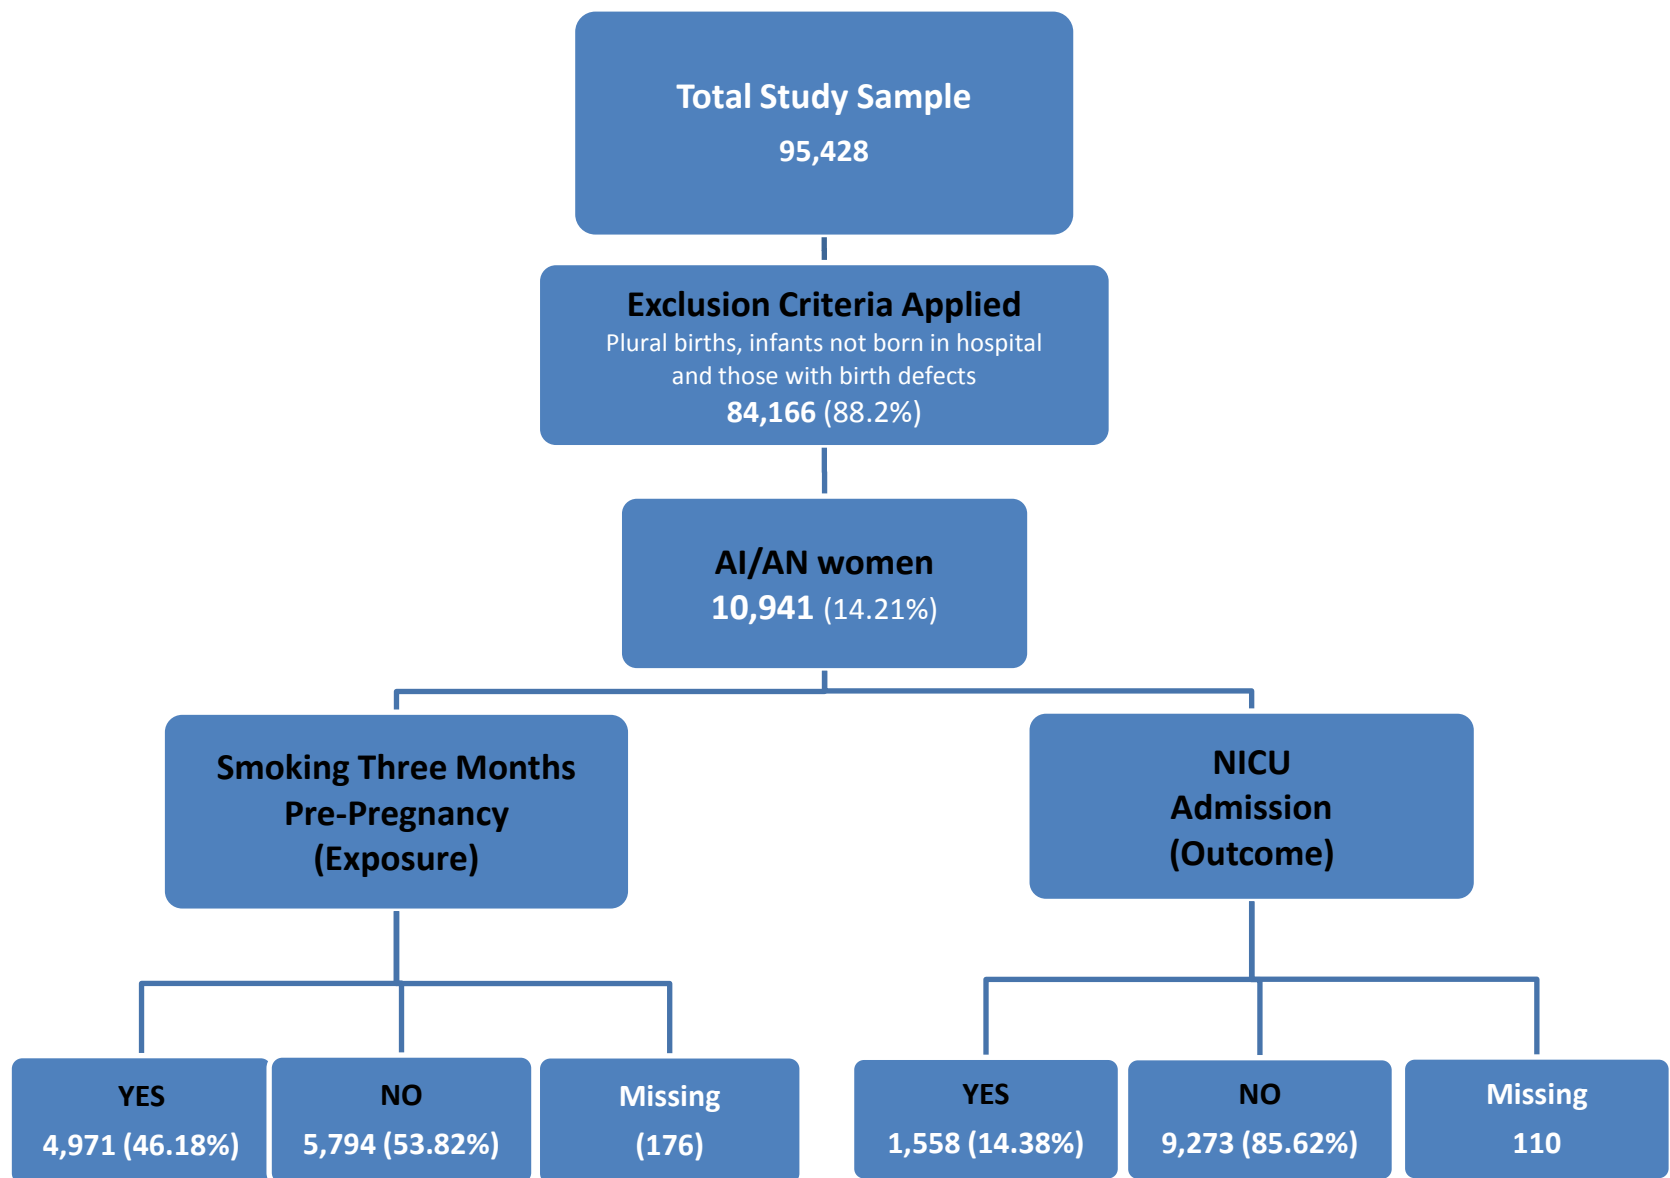 Total Study Sample
95,428
Exclusion Criteria Applied
Plural births, infants not born in hospital
and those with birth defects
84,166 (88.2%)
AI/AN women
10,941 (14.21%)
Smoking Three Months
Pre-Pregnancy
(Exposure)
NICU
Admission
(Outcome)
YES
4,971 (46.18%)
NO
5,794 (53.82%)
Missing
(176)
YES
1,558 (14.38%)
NO
9,273 (85.62%)
Missing
110